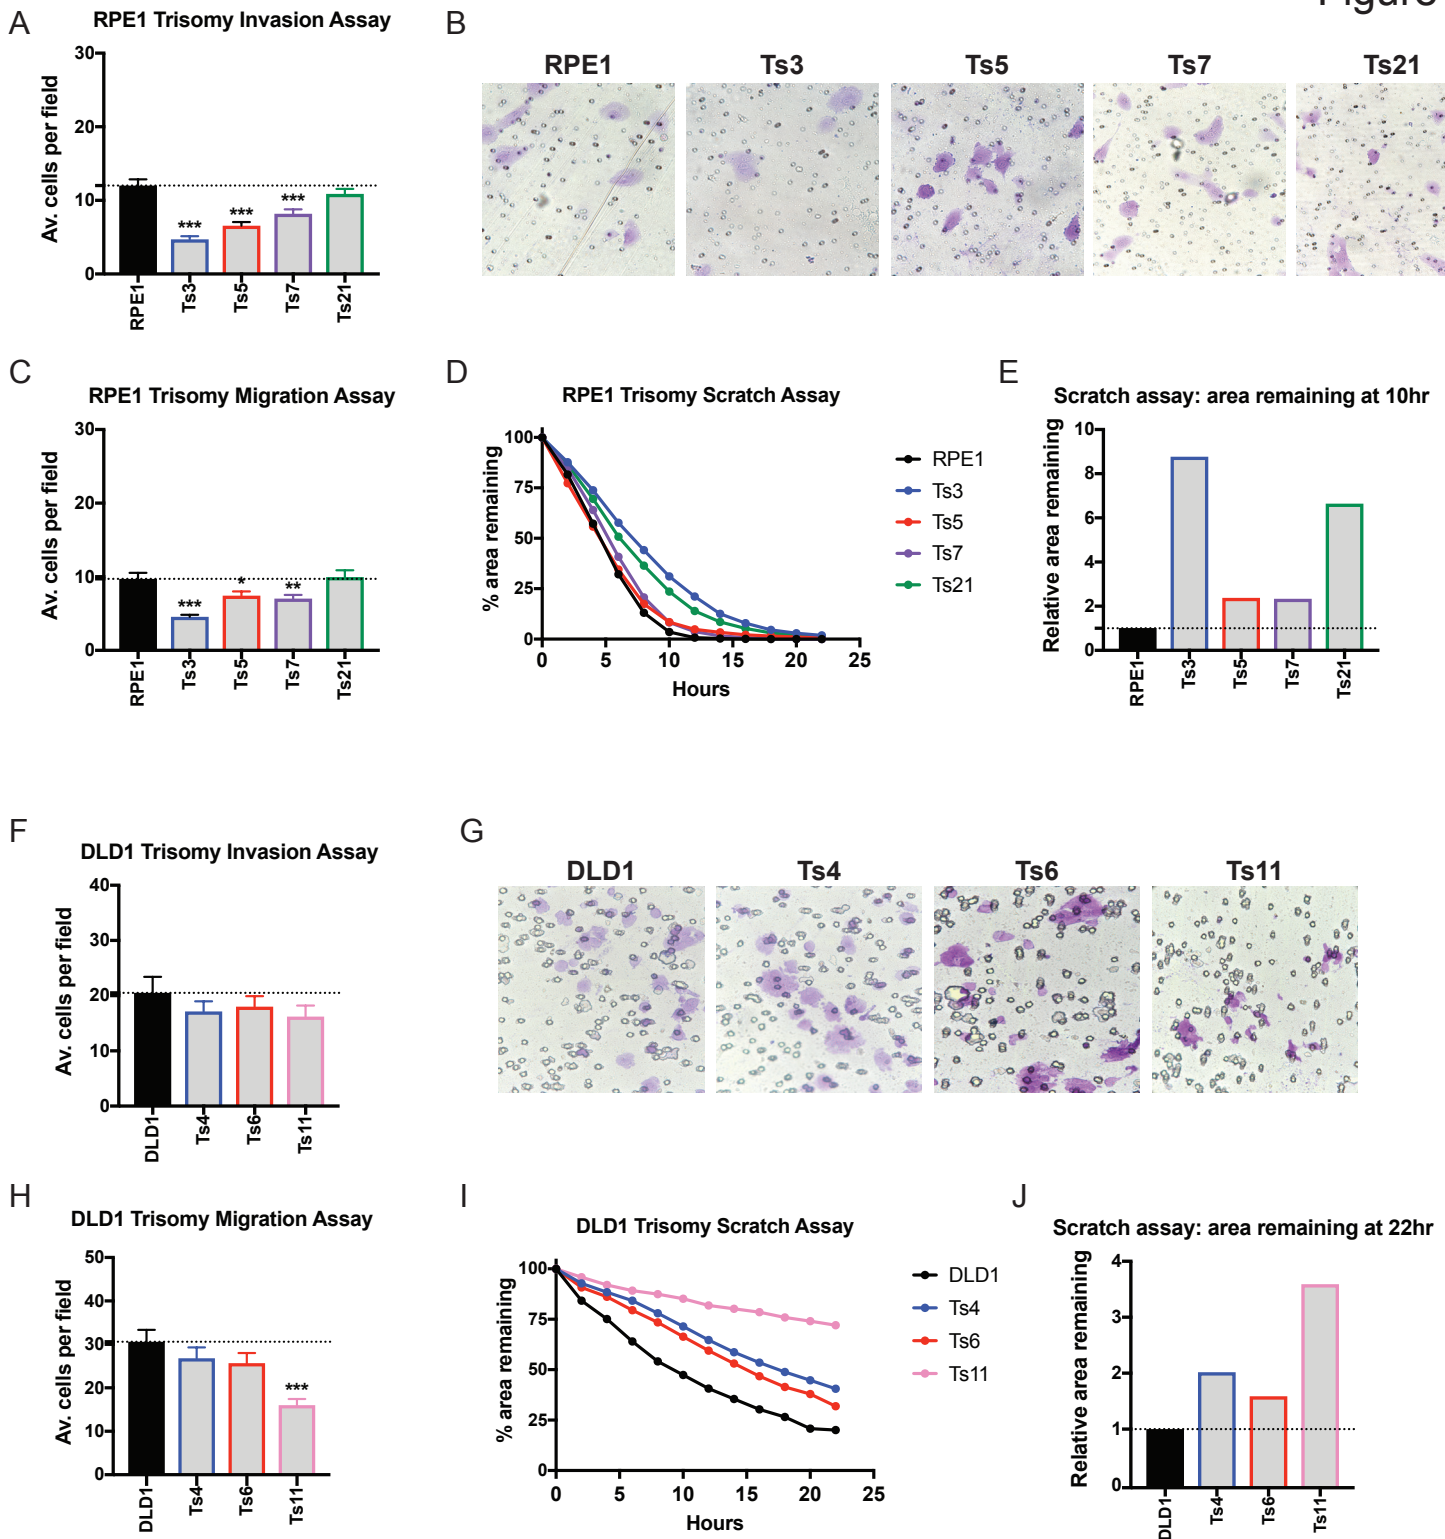 Figure
A
RPE1 Trisomy Invasion Assay
Av. cells per field
30
20
10
0
***
***
***
RPE1
Ts3
Ts5
Ts7
Ts21
B
RPE1
Ts3
Ts5
Ts7
Ts21
C
RPE1 Trisomy Migration Assay
Av. cells per field
30
20
10
0
***
*
**
RPE1
Ts3
Ts5
Ts7
Ts21
D
RPE1 Trisomy Scratch Assay
% area remaining
100
75
50
25
0
0
5
10
15
20
25
Hours
RPE1
Ts3
Ts5
Ts7
Ts21
E
Scratch assay: area remaining at 10hr
Relative area remaining
10
8
6
4
2
0
RPE1
Ts3
Ts5
Ts7
Ts21
F
DLD1 Trisomy Invasion Assay
Av. cells per field
40
30
20
10
0
DLD1
Ts4
Ts6
Ts11
G
DLD1
Ts4
Ts6
Ts11
H
DLD1 Trisomy Migration Assay
Av. cells per field
50
40
30
20
10
0
***
DLD1
Ts4
Ts6
Ts11
I
DLD1 Trisomy Scratch Assay
% area remaining
100
75
50
25
0
0
5
10
15
20
25
Hours
DLD1
Ts4
Ts6
Ts11
J
Scratch assay: area remaining at 22hr
Relative area remaining
4
3
2
1
0
DLD1
Ts4
Ts6
Ts11